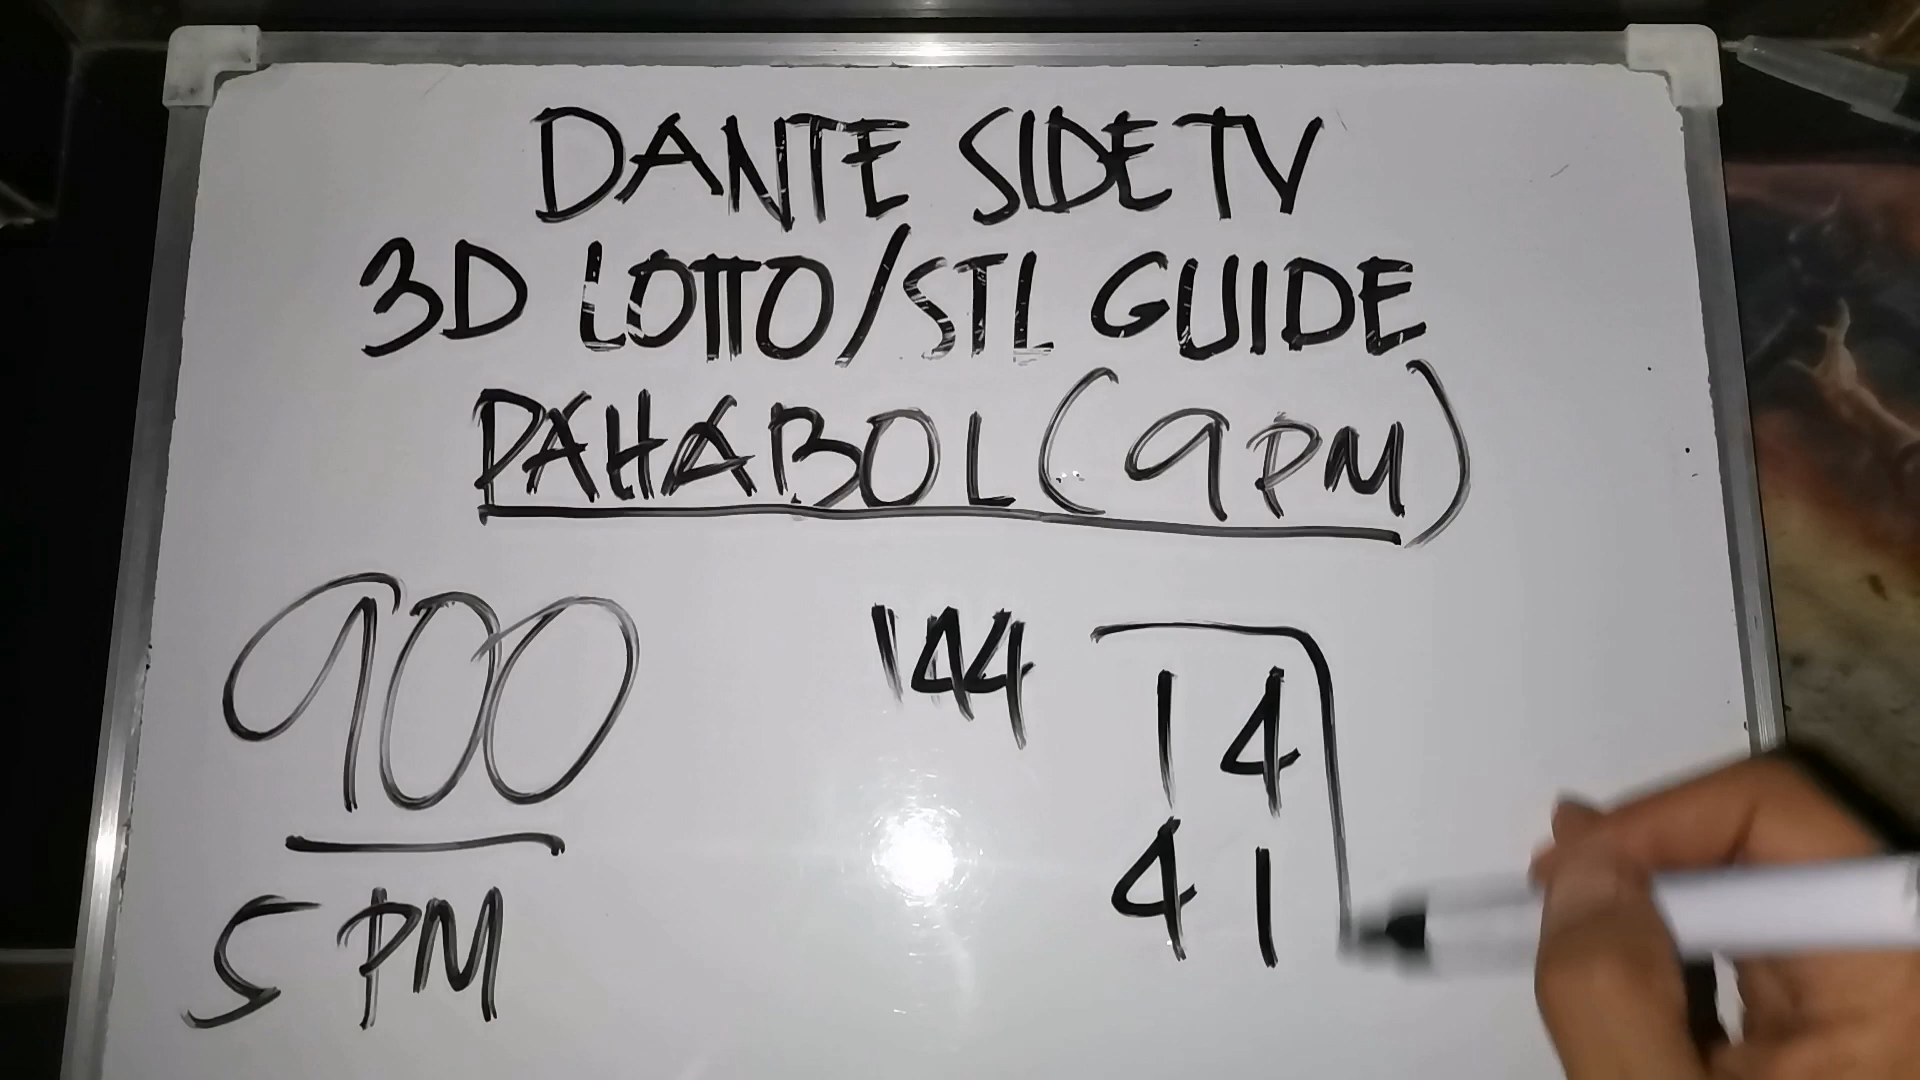 DANTE SIDE TV
3D LOTTO/STL GUIDE
PAHABOL (9PM)
900
5PM
144
14
41